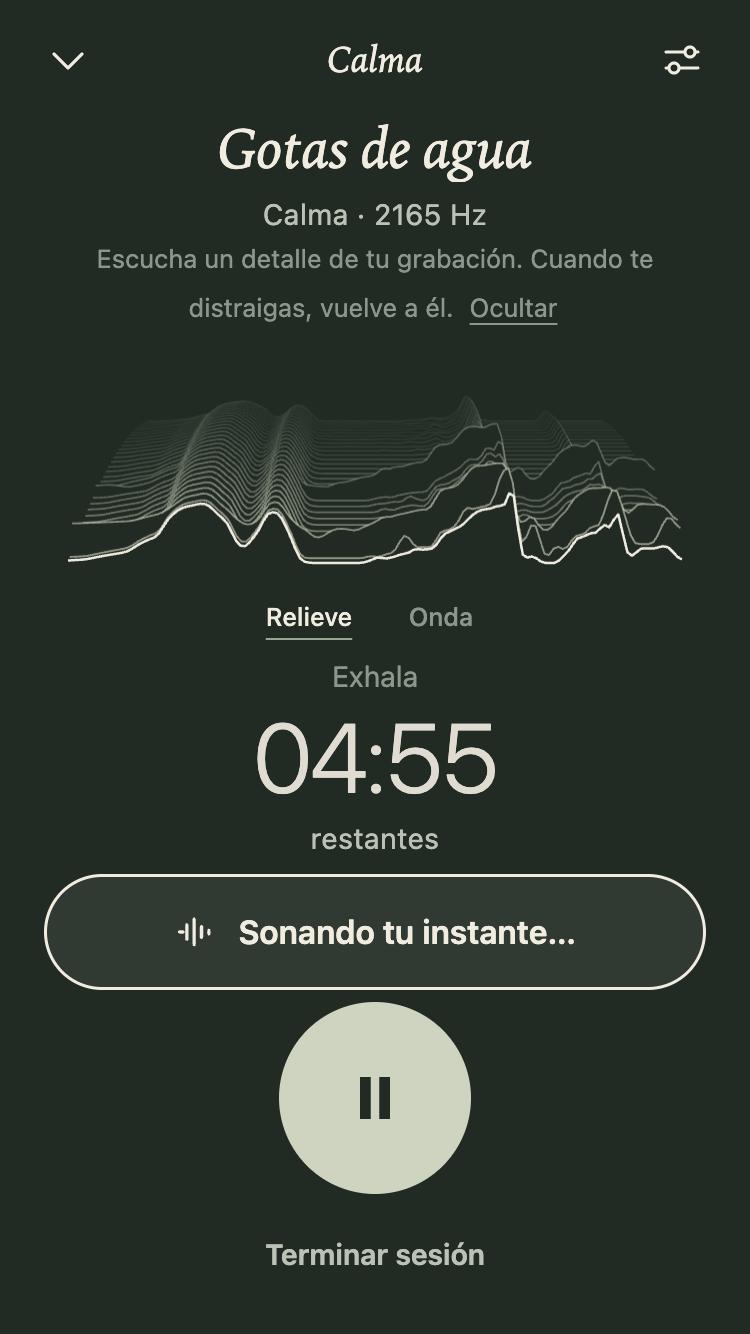 Calma
Gotas de agua
Calma · 2165 Hz
Escucha un detalle de tu grabación. Cuando te
distraigas, vuelve a él. Ocultar
Relieve Onda
Exhala
04:55
restantes
Sonando tu instante...
Terminar sesión